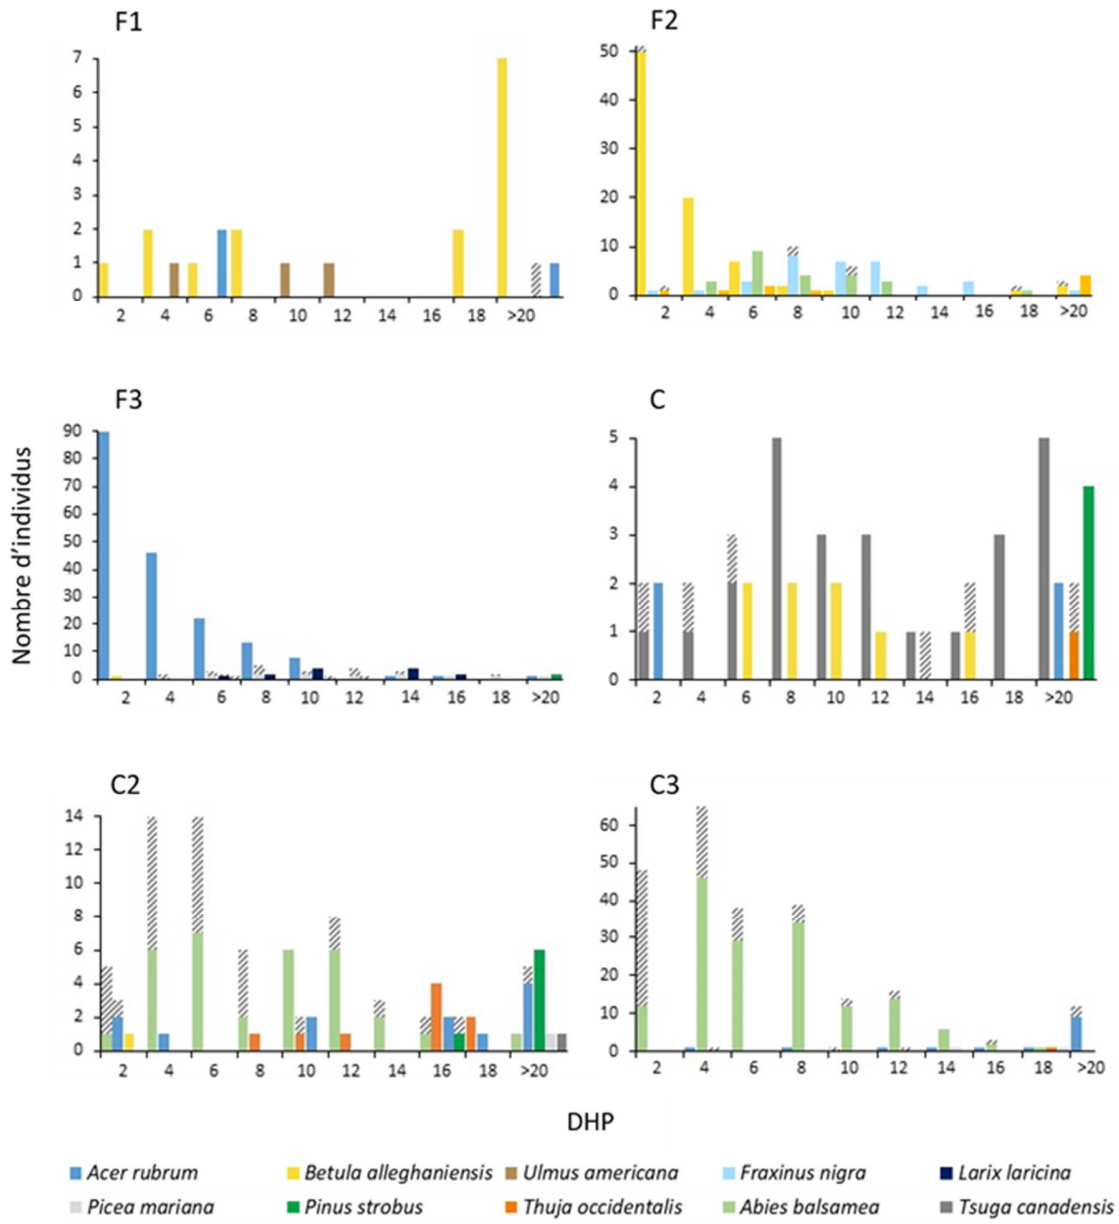 F1
7
6
5
4
3
2
1
0
2 4 6 8 10 12 14 16 18 >20
F2
50
40
30
20
10
0
2 4 6 8 10 12 14 16 18 >20
Nombre d'individus
F3
90
80
70
60
50
40
30
20
10
0
2 4 6 8 10 12 14 16 18 >20
C
5
4
3
2
1
0
2 4 6 8 10 12 14 16 18 >20
C2
14
12
10
8
6
4
2
0
2 4 6 8 10 12 14 16 18 >20
C3
60
50
40
30
20
10
0
2 4 6 8 10 12 14 16 18 >20
DHP
Acer rubrum Betula alleghaniensis Ulmus americana Fraxinus nigra Larix laricina
Picea mariana Pinus strobus Thuja occidentalis Abies balsamea Tsuga canadensis